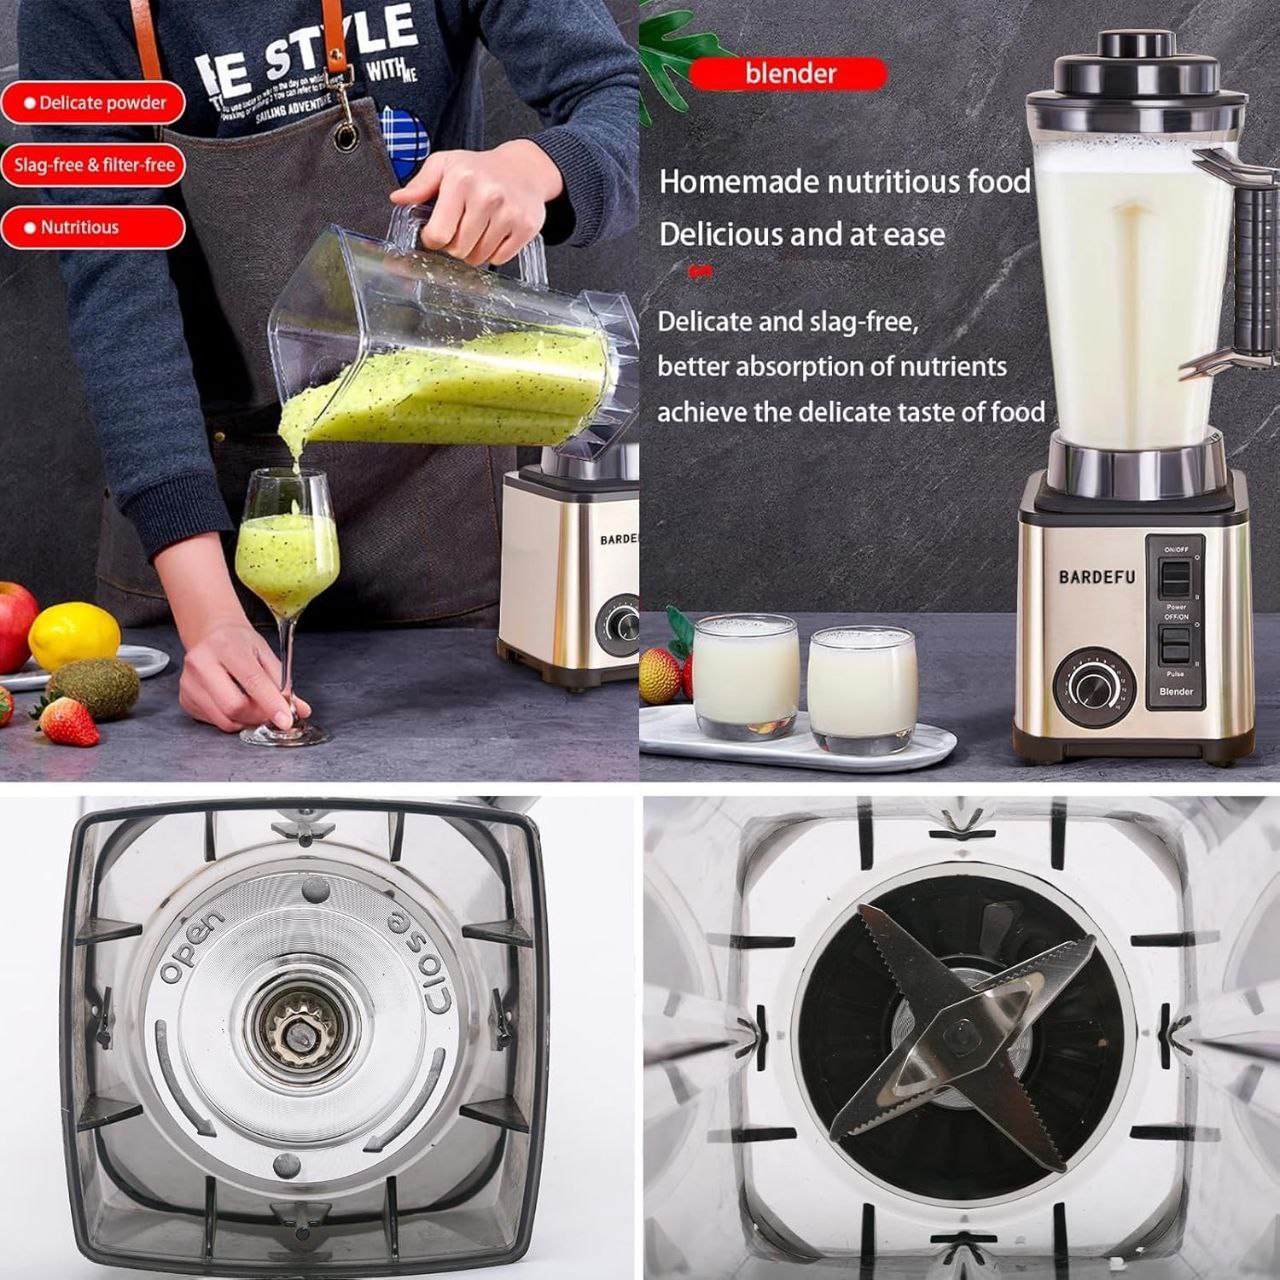 E STYLE
WITH ME
SAILING ADVENTURE
Delicate powder
Slag-free & filter-free
Nutritious
BARDEF
blender
Homemade nutritious food
Delicious and at ease
Delicate and slag-free,
better absorption of nutrients
achieve the delicate taste of food
ON/OFF
BARDEFU
Power
OFF/ON
Pulse
Blender
open
Close